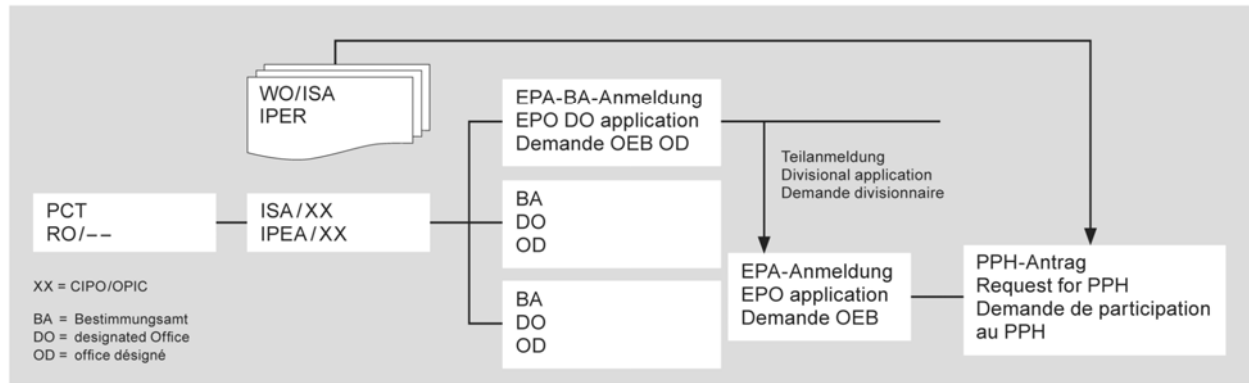 WO/ISA
IPER
EPA-BA-Anmeldung
EPO DO application
Demande OEB OD
Teilanmeldung
Divisional application
Demande divisionnaire
PCT
RO/––
ISA/XX
IPEA/XX
BA
DO
OD
EPA-Anmeldung
EPO application
Demande OEB
PPH-Antrag
Request for PPH
Demande de participation
au PPH
BA
DO
OD
XX = CIPO/OPIC
BA = Bestimmungsamt
DO = designated Office
OD = office désigné